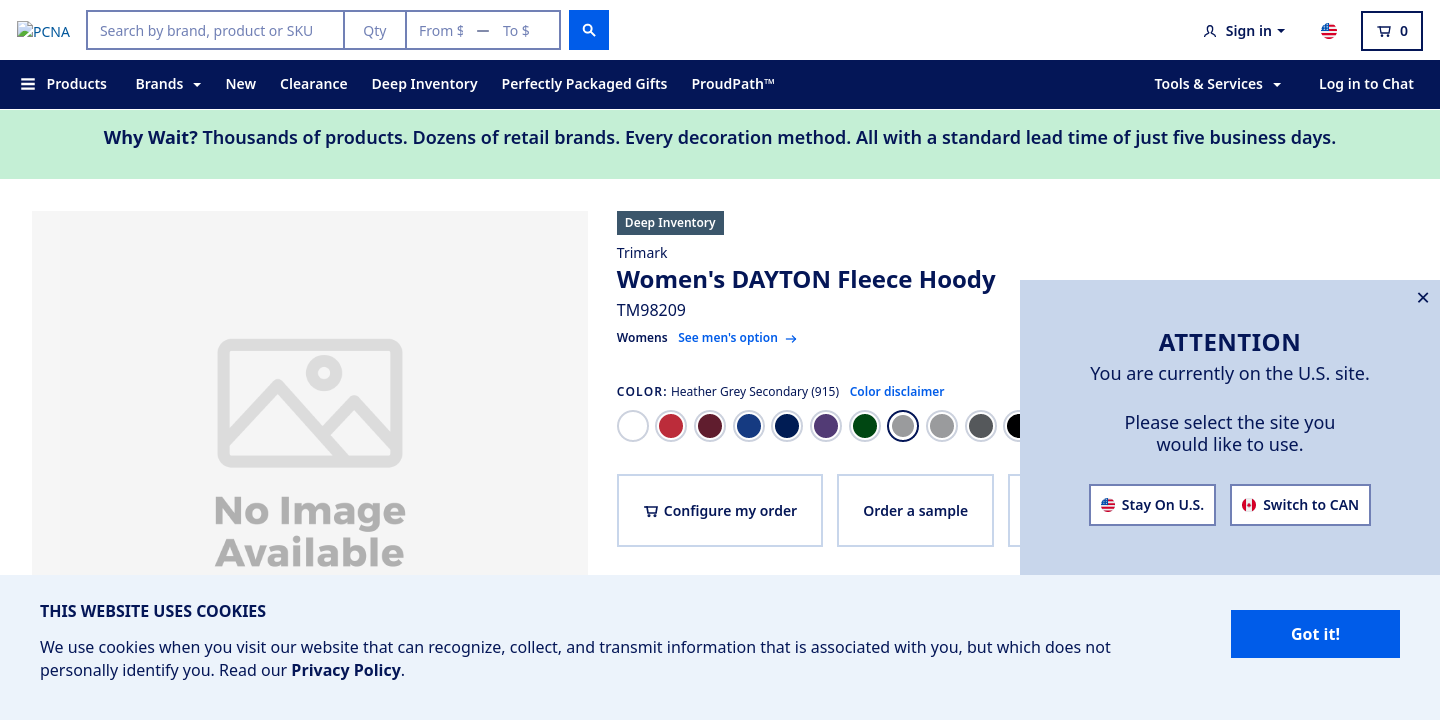 PCNA
Search by brand, product or SKU
Qty
From $ — To $
Sign in
0
Products
Brands
New
Clearance
Deep Inventory
Perfectly Packaged Gifts
ProudPath™
Tools & Services
Log in to Chat
Why Wait? Thousands of products. Dozens of retail brands. Every decoration method. All with a standard lead time of just five business days.
No Image
Available
Deep Inventory
Trimark
Women's DAYTON Fleece Hoody
TM98209
Womens See men's option →
COLOR: Heather Grey Secondary (915) Color disclaimer
Configure my order
Order a sample
ATTENTION
You are currently on the U.S. site.
Please select the site you
would like to use.
Stay On U.S.
Switch to CAN
THIS WEBSITE USES COOKIES
We use cookies when you visit our website that can recognize, collect, and transmit information that is associated with you, but which does not
personally identify you. Read our Privacy Policy.
Got it!